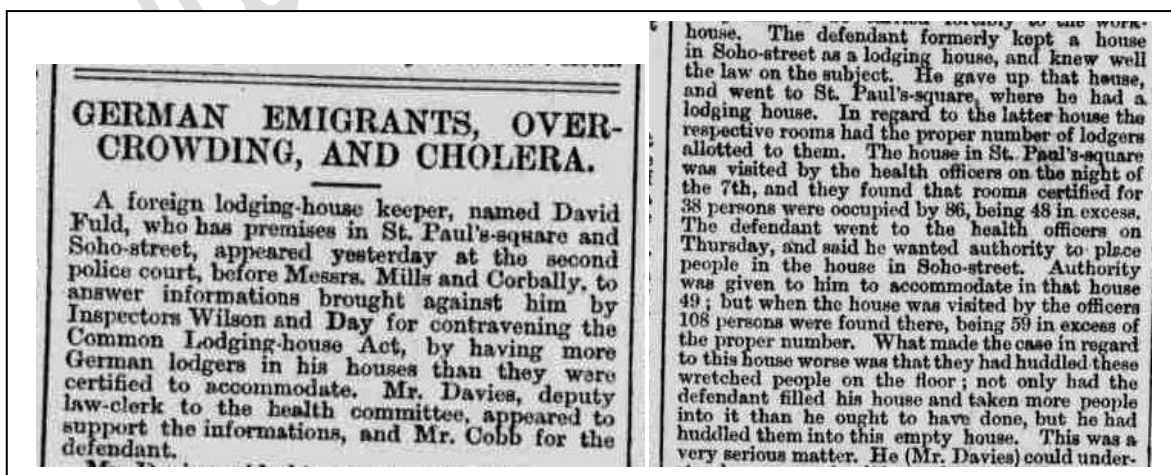 GERMAN EMIGRANTS, OVER-
CROWDING, AND CHOLERA.
A foreign lodging-house keeper, named David
Fuld, who has premises in St. Paul's-square and
Soho-street, appeared yesterday at the second
police court, before Messrs. Mills and Corbally, to
answer informations brought against him by
Inspectors Wilson and Day for contravening the
Common Lodging-house Act, by having more
German lodgers in his houses than they were
certified to accommodate. Mr. Davies, deputy
law-clerk to the health committee, appeared to
support the informations, and Mr. Cobb for the
defendant.
forcibly to the work-
house. The defendant formerly kept a house
in Soho-street as a lodging house, and knew well
the law on the subject. He gave up that house,
and went to St. Paul's-square, where he had a
lodging house. In regard to the latter house the
respective rooms had the proper number of lodgers
allotted to them. The house in St. Paul's-square
was visited by the health officers on the night of
the 7th, and they found that rooms certified for
38 persons were occupied by 86, being 48 in excess.
The defendant went to the health officers on
Thursday, and said he wanted authority to place
people in the house in Soho-street. Authority
was given to him to accommodate in that house
49; but when the house was visited by the officers
108 persons were found there, being 59 in excess of
the proper number. What made the case in regard
to this house worse was that they had huddled these
wretched people on the floor; not only had the
defendant filled his house and taken more people
into it than he ought to have done, but he had
huddled them into this empty house. This was a
very serious matter. He (Mr. Davies) could under-